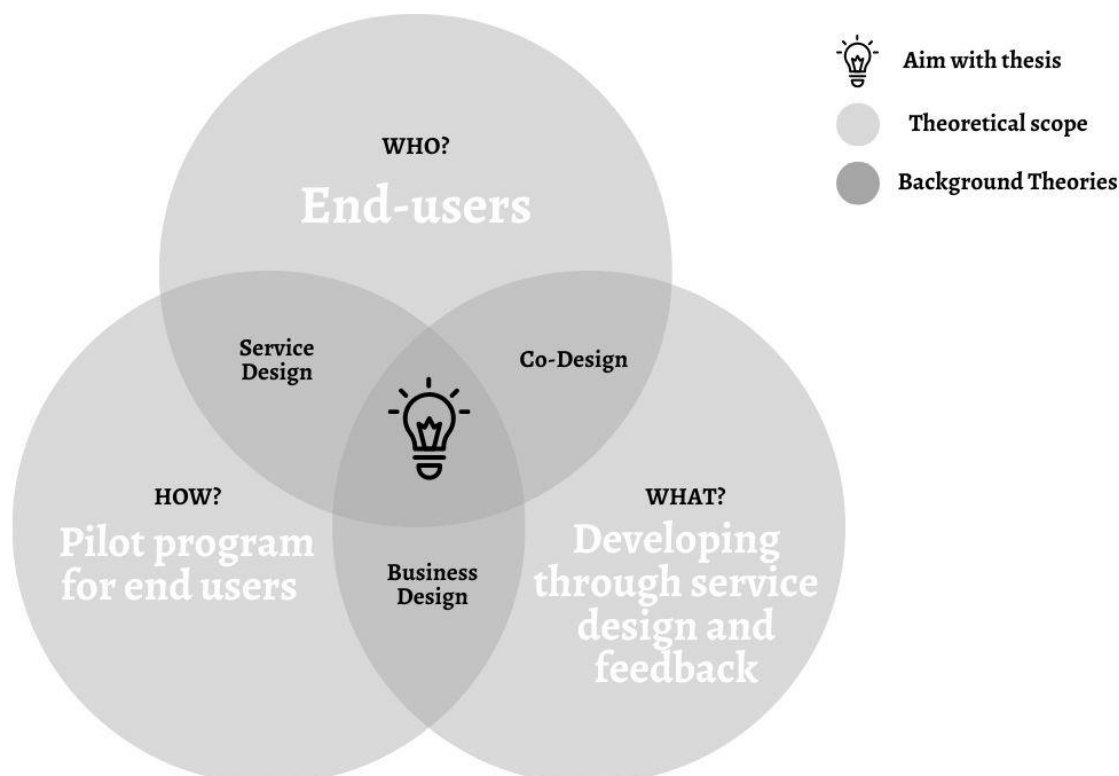 WHO?
End-users
Service
Design
Co-Design
HOW?
Pilot program
for end users
WHAT?
Developing
through service
design and
feedback
Business
Design
Aim with thesis
Theoretical scope
Background Theories